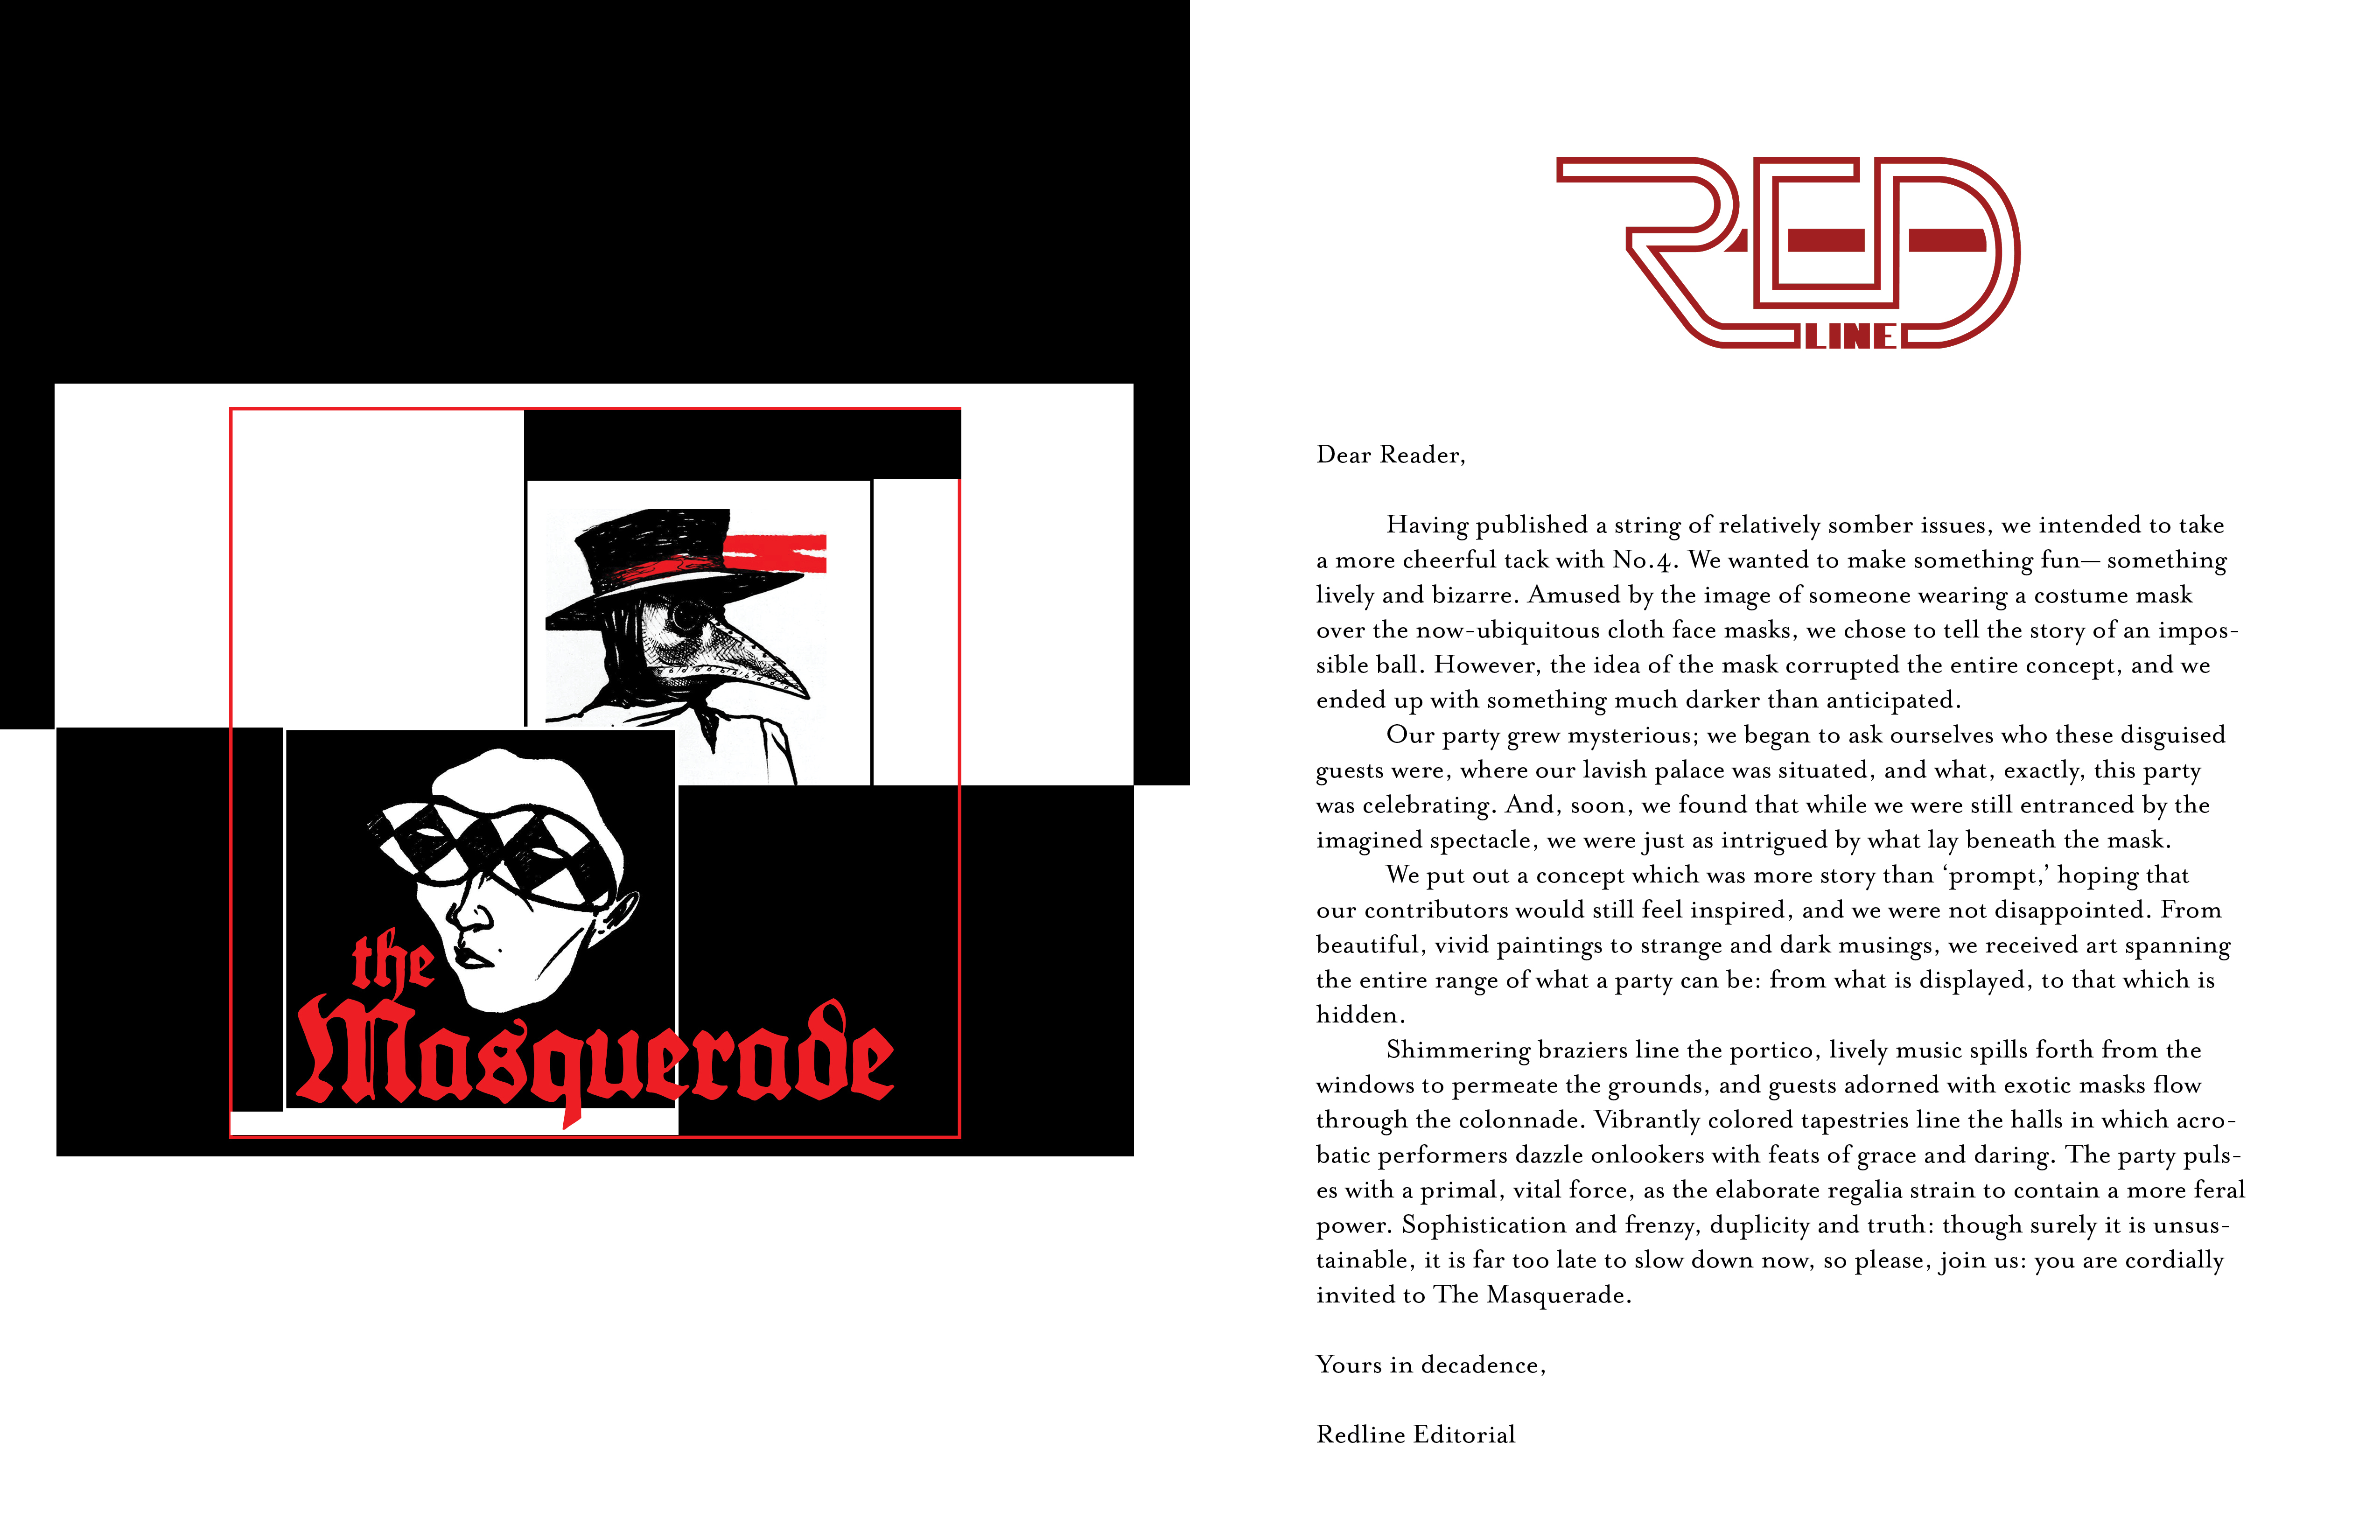 the
Masquerade
RED
LINE
Dear Reader,
Having published a string of relatively somber issues, we intended to take
a more cheerful tack with No.4. We wanted to make something fun— something
lively and bizarre. Amused by the image of someone wearing a costume mask
over the now-ubiquitous cloth face masks, we chose to tell the story of an impos-
sible ball. However, the idea of the mask corrupted the entire concept, and we
ended up with something much darker than anticipated.
Our party grew mysterious; we began to ask ourselves who these disguised
guests were, where our lavish palace was situated, and what, exactly, this party
was celebrating. And, soon, we found that while we were still entranced by the
imagined spectacle, we were just as intrigued by what lay beneath the mask.
We put out a concept which was more story than ‘prompt,’ hoping that
our contributors would still feel inspired, and we were not disappointed. From
beautiful, vivid paintings to strange and dark musings, we received art spanning
the entire range of what a party can be: from what is displayed, to that which is
hidden.
Shimmering braziers line the portico, lively music spills forth from the
windows to permeate the grounds, and guests adorned with exotic masks flow
through the colonnade. Vibrantly colored tapestries line the halls in which acro-
batic performers dazzle onlookers with feats of grace and daring. The party puls-
es with a primal, vital force, as the elaborate regalia strain to contain a more feral
power. Sophistication and frenzy, duplicity and truth: though surely it is unsus-
tainable, it is far too late to slow down now, so please, join us: you are cordially
invited to The Masquerade.
Yours in decadence,
Redline Editorial